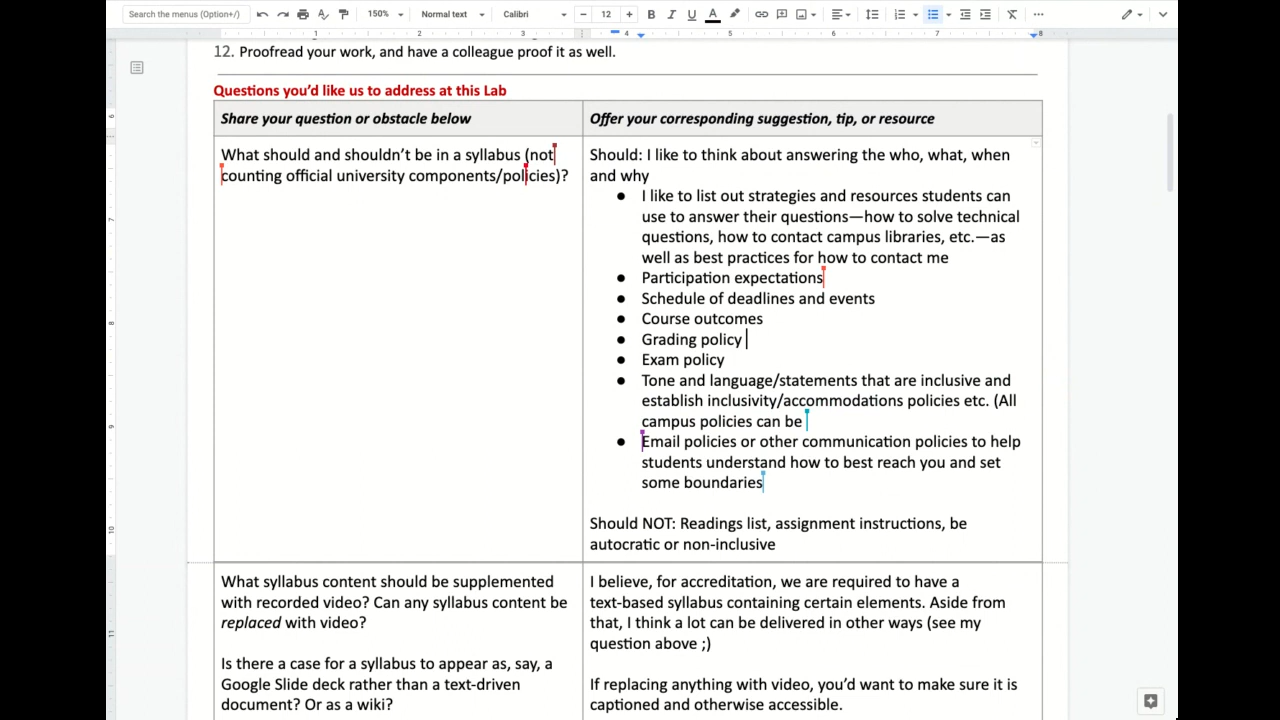 Search the menus (Option+/)
150%
Normal text
Calibri
12
B I U A
1 2 3 4 5 6 7 8
12. Proofread your work, and have a colleague proof it as well.
Questions you'd like us to address at this Lab
Share your question or obstacle below
Offer your corresponding suggestion, tip, or resource
What should and shouldn't be in a syllabus (not
counting official university components/policies)?
Should: I like to think about answering the who, what, when
and why
● I like to list out strategies and resources students can
use to answer their questions—how to solve technical
questions, how to contact campus libraries, etc.—as
well as best practices for how to contact me
● Participation expectations
● Schedule of deadlines and events
● Course outcomes
● Grading policy
● Exam policy
● Tone and language/statements that are inclusive and
establish inclusivity/accommodations policies etc. (All
campus policies can be
● Email policies or other communication policies to help
students understand how to best reach you and set
some boundaries
Should NOT: Readings list, assignment instructions, be
autocratic or non-inclusive
What syllabus content should be supplemented
with recorded video? Can any syllabus content be
replaced with video?
Is there a case for a syllabus to appear as, say, a
Google Slide deck rather than a text-driven
document? Or as a wiki?
I believe, for accreditation, we are required to have a
text-based syllabus containing certain elements. Aside from
that, I think a lot can be delivered in other ways (see my
question above ;)
If replacing anything with video, you'd want to make sure it is
captioned and otherwise accessible.